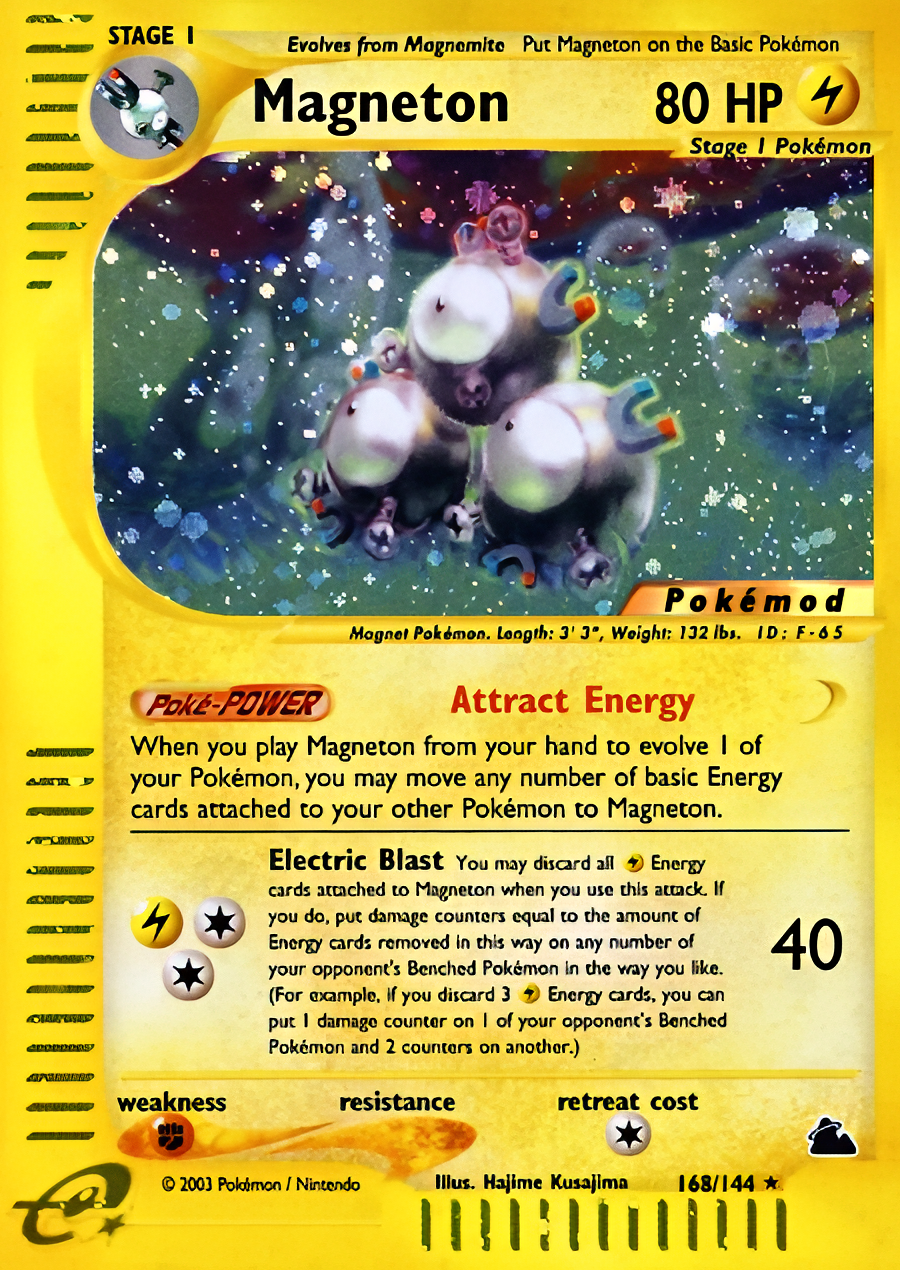 STAGE 1
Evolves from Magnemite Put Magneton on the Basic Pokémon
Magneton 80 HP
Stage 1 Pokémon
Pokémod
Magnet Pokémon. Length: 3' 3", Weight: 132 lbs. ID: F-65
Poké-POWER Attract Energy
When you play Magneton from your hand to evolve 1 of
your Pokémon, you may move any number of basic Energy
cards attached to your other Pokémon to Magneton.
Electric Blast You may discard all Energy
cards attached to Magneton when you use this attack. If
you do, put damage counters equal to the amount of
Energy cards removed in this way on any number of
your opponent's Benched Pokémon in the way you like.
(For example, if you discard 3 Energy cards, you can
put 1 damage counter on 1 of your opponent's Benched
Pokémon and 2 counters on another.)
40
weakness resistance retreat cost
© 2003 Pokémon / Nintendo Illus. Hajime Kusajima 168/144 ★
e